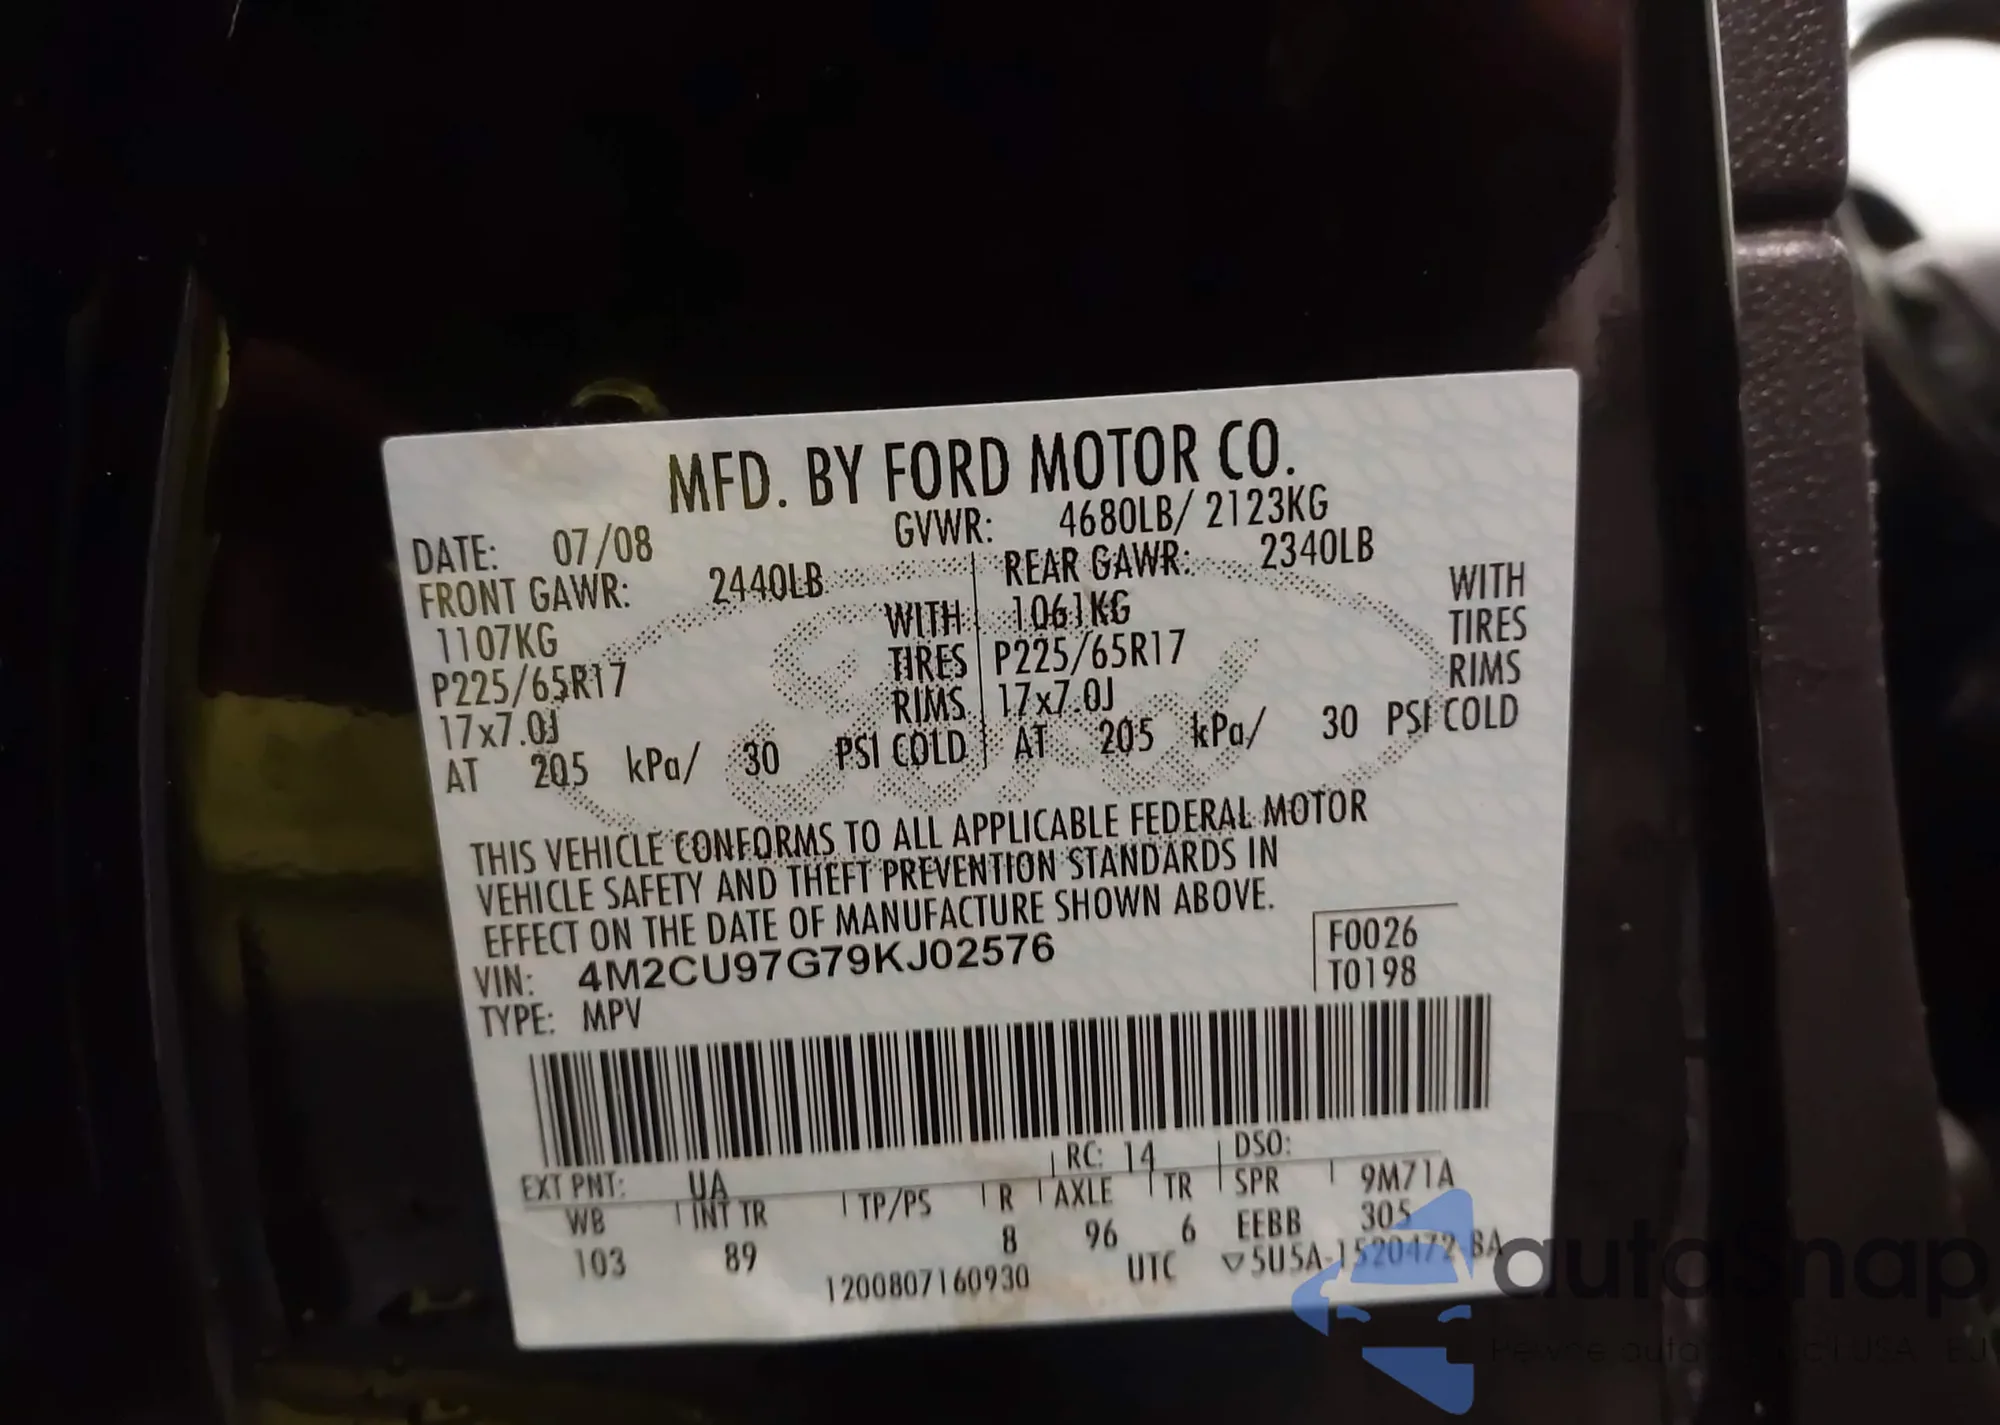 MFD. BY FORD MOTOR CO.
DATE: 07/08 GVWR: 4680LB/ 2123KG
FRONT GAWR: 2440LB REAR GAWR: 2340LB
1107KG WITH 1061KG WITH
P225/65R17 TIRES P225/65R17 TIRES
17x7.0J RIMS 17x7.0J RIMS
AT 205 kPa/ 30 PSI COLD AT 205 kPa/ 30 PSI COLD
THIS VEHICLE CONFORMS TO ALL APPLICABLE FEDERAL MOTOR
VEHICLE SAFETY AND THEFT PREVENTION STANDARDS IN
EFFECT ON THE DATE OF MANUFACTURE SHOWN ABOVE.
VIN: 4M2CU97G79KJ02576 F0026
TYPE: MPV T0198
EXT PNT: UA RC: 14 DSO:
WB INT TR TP/PS R AXLE TR SPR 9M71A
103 89 8 96 6 EEBB 305
1200807160930 UTC ▽5U5A-1520472-BA
autosnap